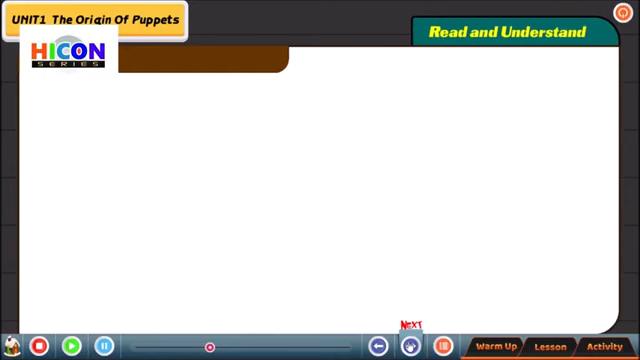 UNIT1 The Origin Of Puppets
Read and Understand
HICON
SERIES
NEXT
Warm Up
Lesson
Activity